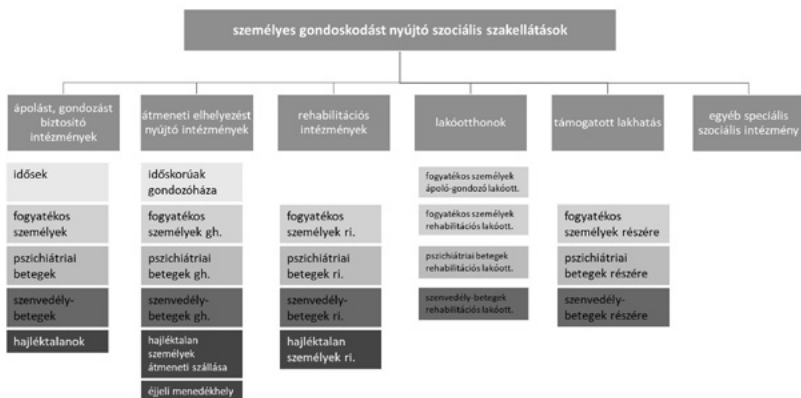 személyes gondoskodást nyújtó szociális szakellátások
ápolást, gondozást
biztosító
intézmények
idősek
fogyatékos
személyek
pszichiátriai
betegek
szenvedély-
betegek
hajléktalanok
átmeneti elhelyezést
nyújtó intézmények
időskorúak
gondozóháza
fogyatékos
személyek gh.
pszichiátriai
betegek gh.
szenvedély-
betegek gh.
hajléktalan
személyek
átmeneti szállása
éjjeli menedékhely
rehabilitációs
intézmények
fogyatékos
személyek ri.
pszichiátriai
betegek ri.
szenvedély-
betegek ri.
hajléktalan
személyek ri.
lakóotthonok
fogyatékos személyek
ápoló-gondozó lakóott.
fogyatékos személyek
rehabilitációs lakóott.
pszichiátriai betegek
rehabilitációs lakóott.
szenvedély-betegek
rehabilitációs lakóott.
támogatott lakhatás
fogyatékos
személyek részére
pszichiátriai
betegek részére
szenvedély-
betegek részére
egyéb speciális
szociális intézmény